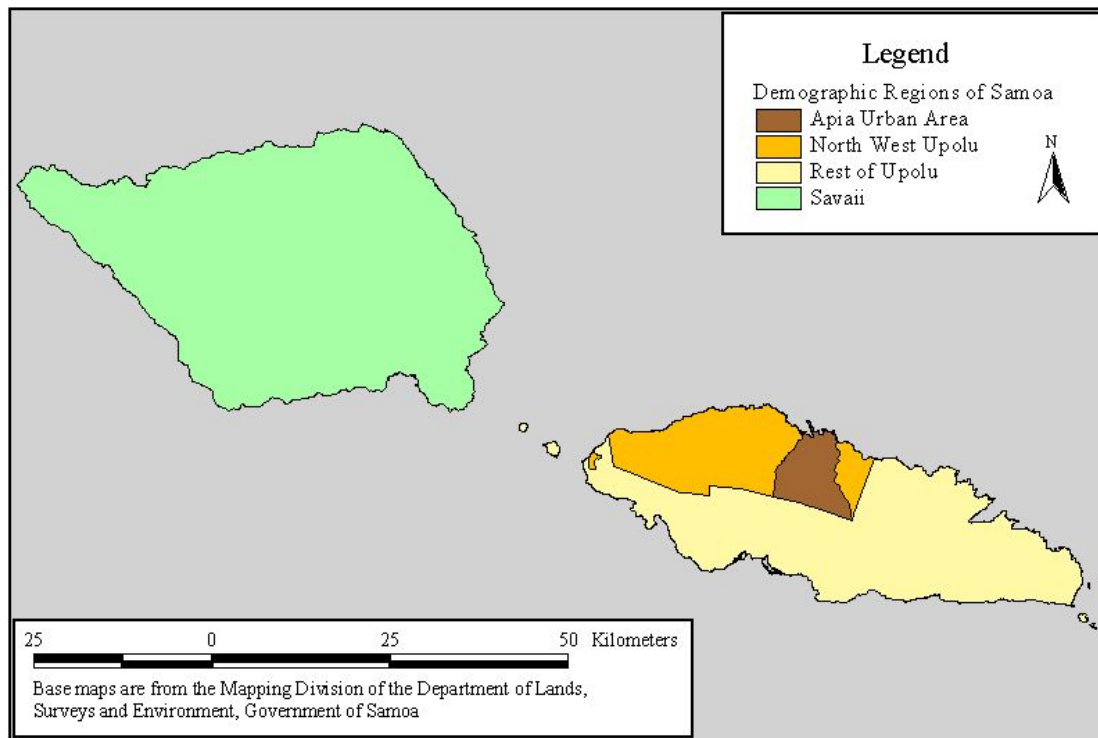 Legend
Demographic Regions of Samoa
Apia Urban Area
North West Upolu
Rest of Upolu
Savaii
N
25 0 25 50 Kilometers
Base maps are from the Mapping Division of the Department of Lands,
Surveys and Environment, Government of Samoa